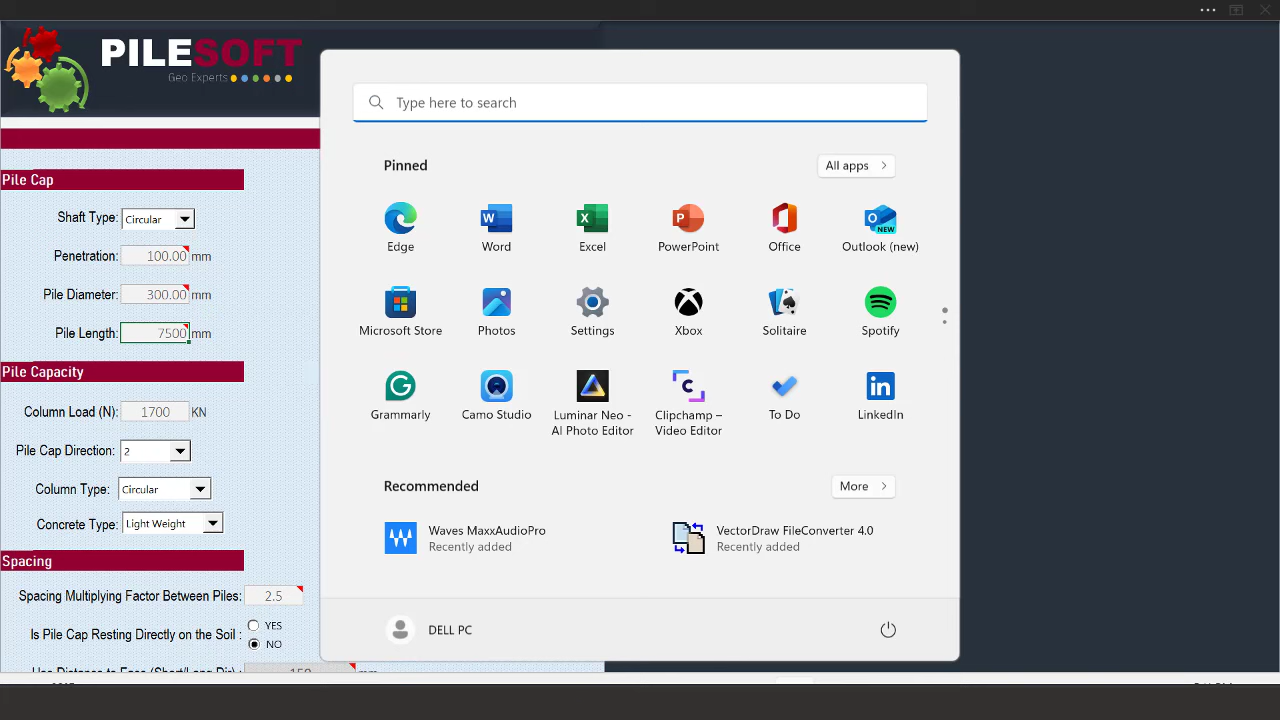 PILESOFT
Geo Experts
Pile Cap
Shaft Type: Circular
Penetration: 100.00 mm
Pile Diameter: 300.00 mm
Pile Length: 7500 mm
Pile Capacity
Column Load (N): 1700 KN
Pile Cap Direction: 2
Column Type: Circular
Concrete Type: Light Weight
Spacing
Spacing Multiplying Factor Between Piles: 2.5
Is Pile Cap Resting Directly on the Soil : YES
NO
Type here to search
Pinned
All apps
Edge
Word
Excel
PowerPoint
Office
NEW
Outlook (new)
Microsoft Store
Photos
Settings
Xbox
Solitaire
Spotify
Grammarly
Camo Studio
Luminar Neo -
AI Photo Editor
Clipchamp –
Video Editor
To Do
LinkedIn
Recommended
More
Waves MaxxAudioPro
Recently added
VectorDraw FileConverter 4.0
Recently added
DELL PC